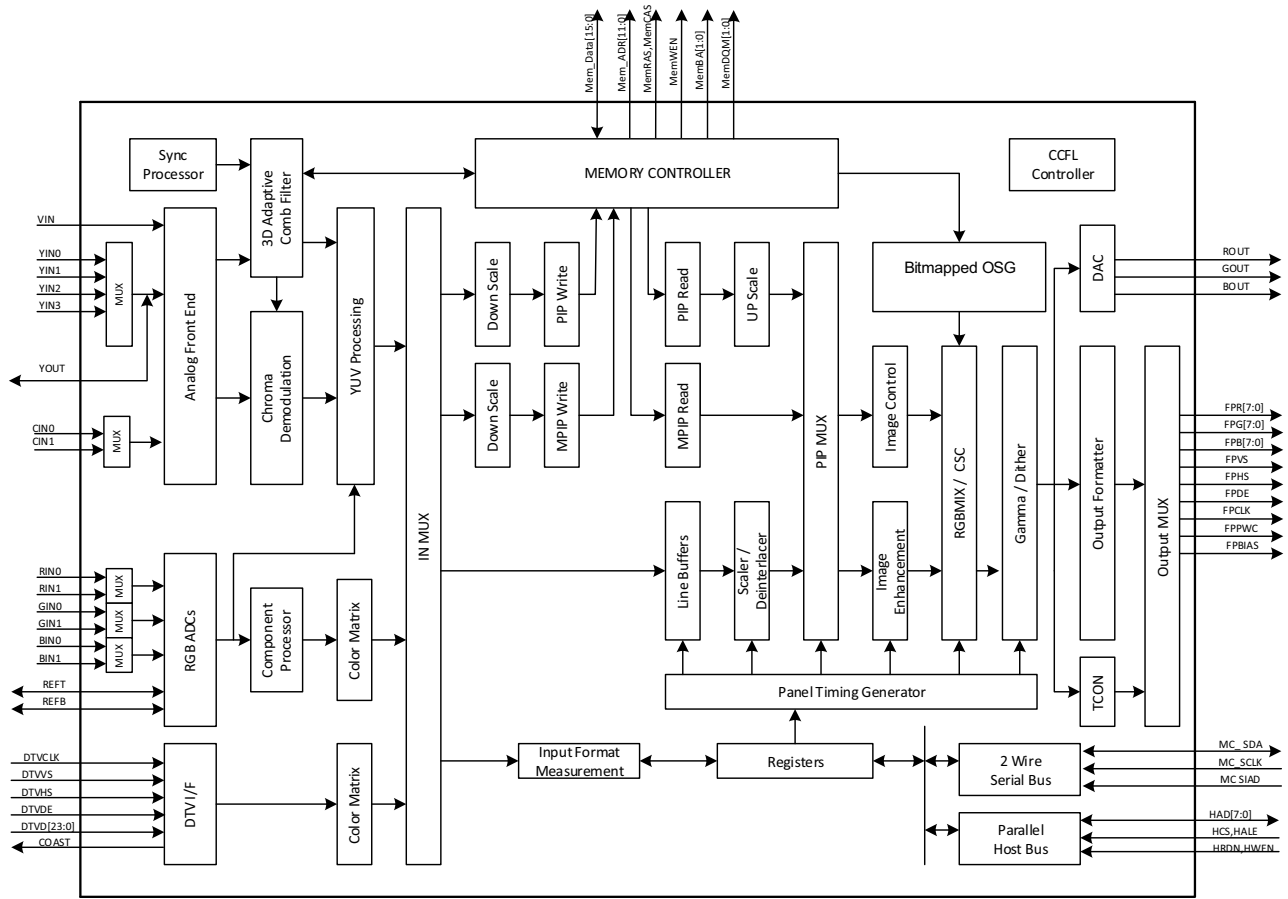 Mem_Data[15:0]
Mem_ADR[11:0]
MemRAS,MemCAS
MemWEN
MemBA[1:0]
MemDQM[1:0]
Sync
Processor
3D Adaptive
Comb Filter
MEMORY CONTROLLER
CCFL
Controller
VIN
YIN0
YIN1
YIN2
YIN3
MUX
YOUT
CIN0
CIN1
MUX
Analog Front End
Chroma
Demodulation
YUV Processing
IN MUX
Down Scale
PIP Write
PIP Read
UP Scale
Down Scale
MPIP Write
MPIP Read
PIP MUX
Bitmapped OSG
Image Control
RGBMIX / CSC
Gamma / Dither
DAC
ROUT
GOUT
BOUT
Output Formatter
Output MUX
FPR[7:0]
FPG[7:0]
FPB[7:0]
FPVS
FPHS
FPDE
FPCLK
FPPWC
FPBIAS
RIN0
RIN1
GIN0
GIN1
BIN0
BIN1
MUX
MUX
MUX
REFT
REFB
RGB ADCs
Component
Processor
Color Matrix
Line Buffers
Scaler /
Deinterlacer
Image
Enhancement
Panel Timing Generator
TCON
DTVCLK
DTVVS
DTVHS
DTVDE
DTVD[23:0]
COAST
DTV I/F
Color Matrix
Input Format
Measurement
Registers
2 Wire
Serial Bus
MC_SDA
MC_SCLK
MC SIAD
Parallel
Host Bus
HAD[7:0]
HCS,HALE
HRDN,HWEN